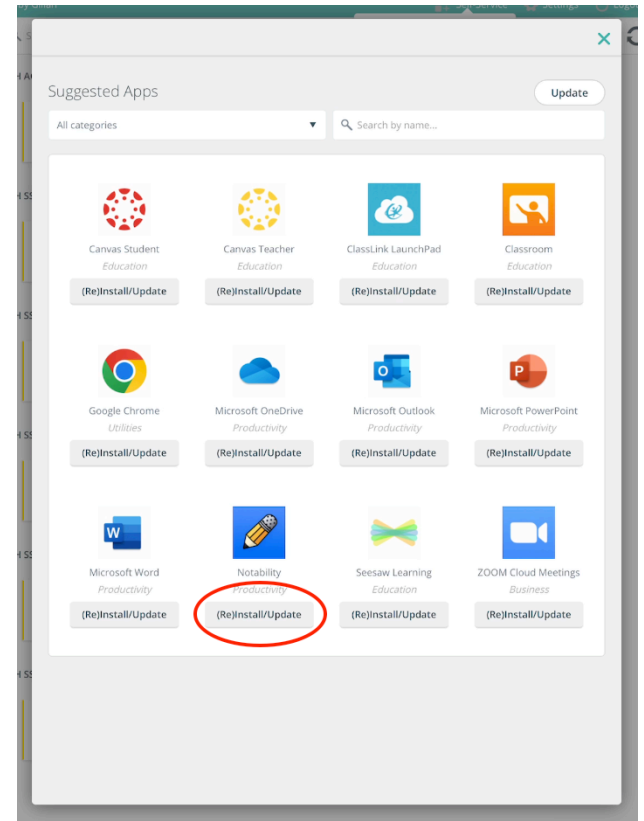 Self-Service Settings
Suggested Apps
Update
All categories
Search by name...
Canvas Student Canvas Teacher ClassLink LaunchPad Classroom
Education Education Education Education
(Re)Install/Update (Re)Install/Update (Re)Install/Update (Re)Install/Update
Google Chrome Microsoft OneDrive Microsoft Outlook Microsoft PowerPoint
Utilities Productivity Productivity Productivity
(Re)Install/Update (Re)Install/Update (Re)Install/Update (Re)Install/Update
Microsoft Word Notability Seesaw Learning ZOOM Cloud Meetings
Productivity Productivity Education Business
(Re)Install/Update (Re)Install/Update (Re)Install/Update (Re)Install/Update